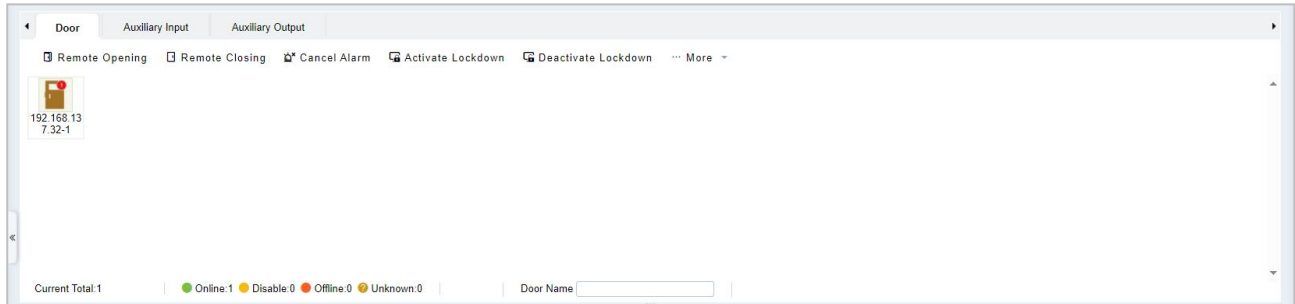 Door Auxiliary Input Auxiliary Output
Remote Opening Remote Closing Cancel Alarm Activate Lockdown Deactivate Lockdown ··· More
192.168.13
7.32-1
Current Total:1 Online:1 Disable:0 Offline:0 Unknown:0 Door Name